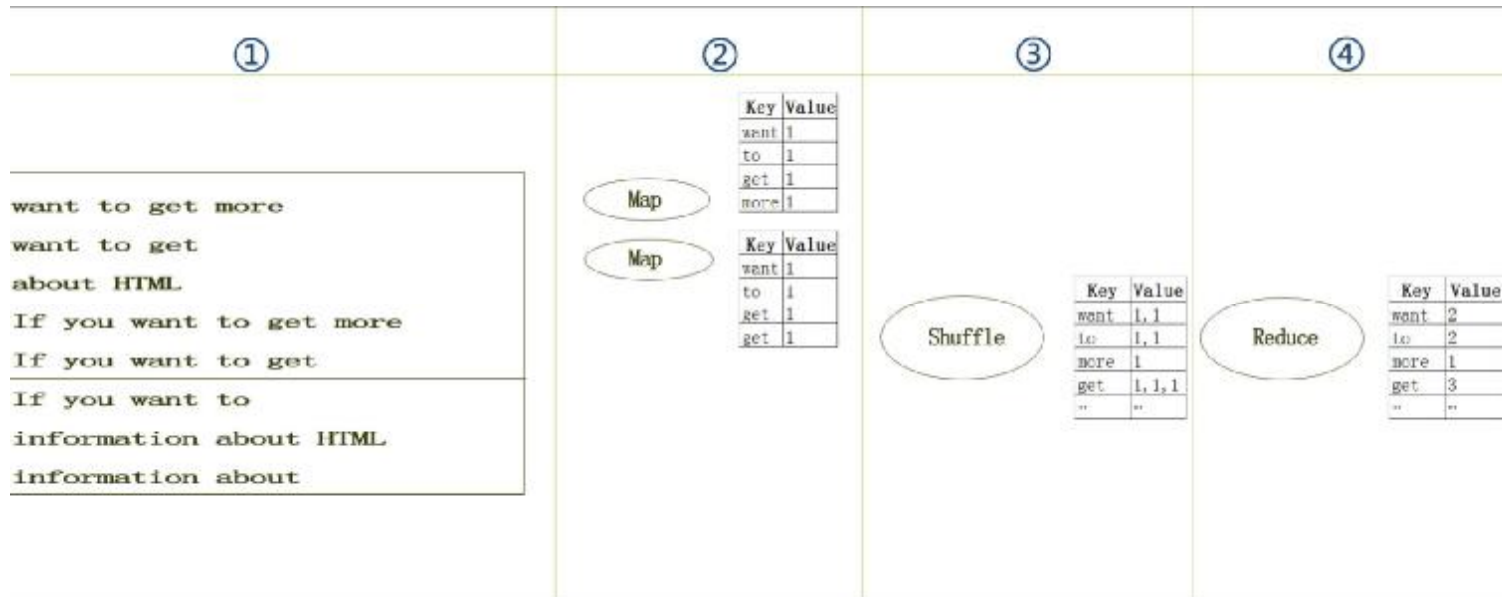 ①
②
③
④
want to get more
want to get
about HTML
If you want to get more
If you want to get
If you want to
information about HTML
information about
Map
Key Value
want 1
to 1
get 1
more 1
Map
Key Value
want 1
to 1
get 1
get 1
Shuffle
Key Value
want 1,1
to 1,1
more 1
get 1,1,1
.. ..
Reduce
Key Value
want 2
to 2
more 1
get 3
.. ..